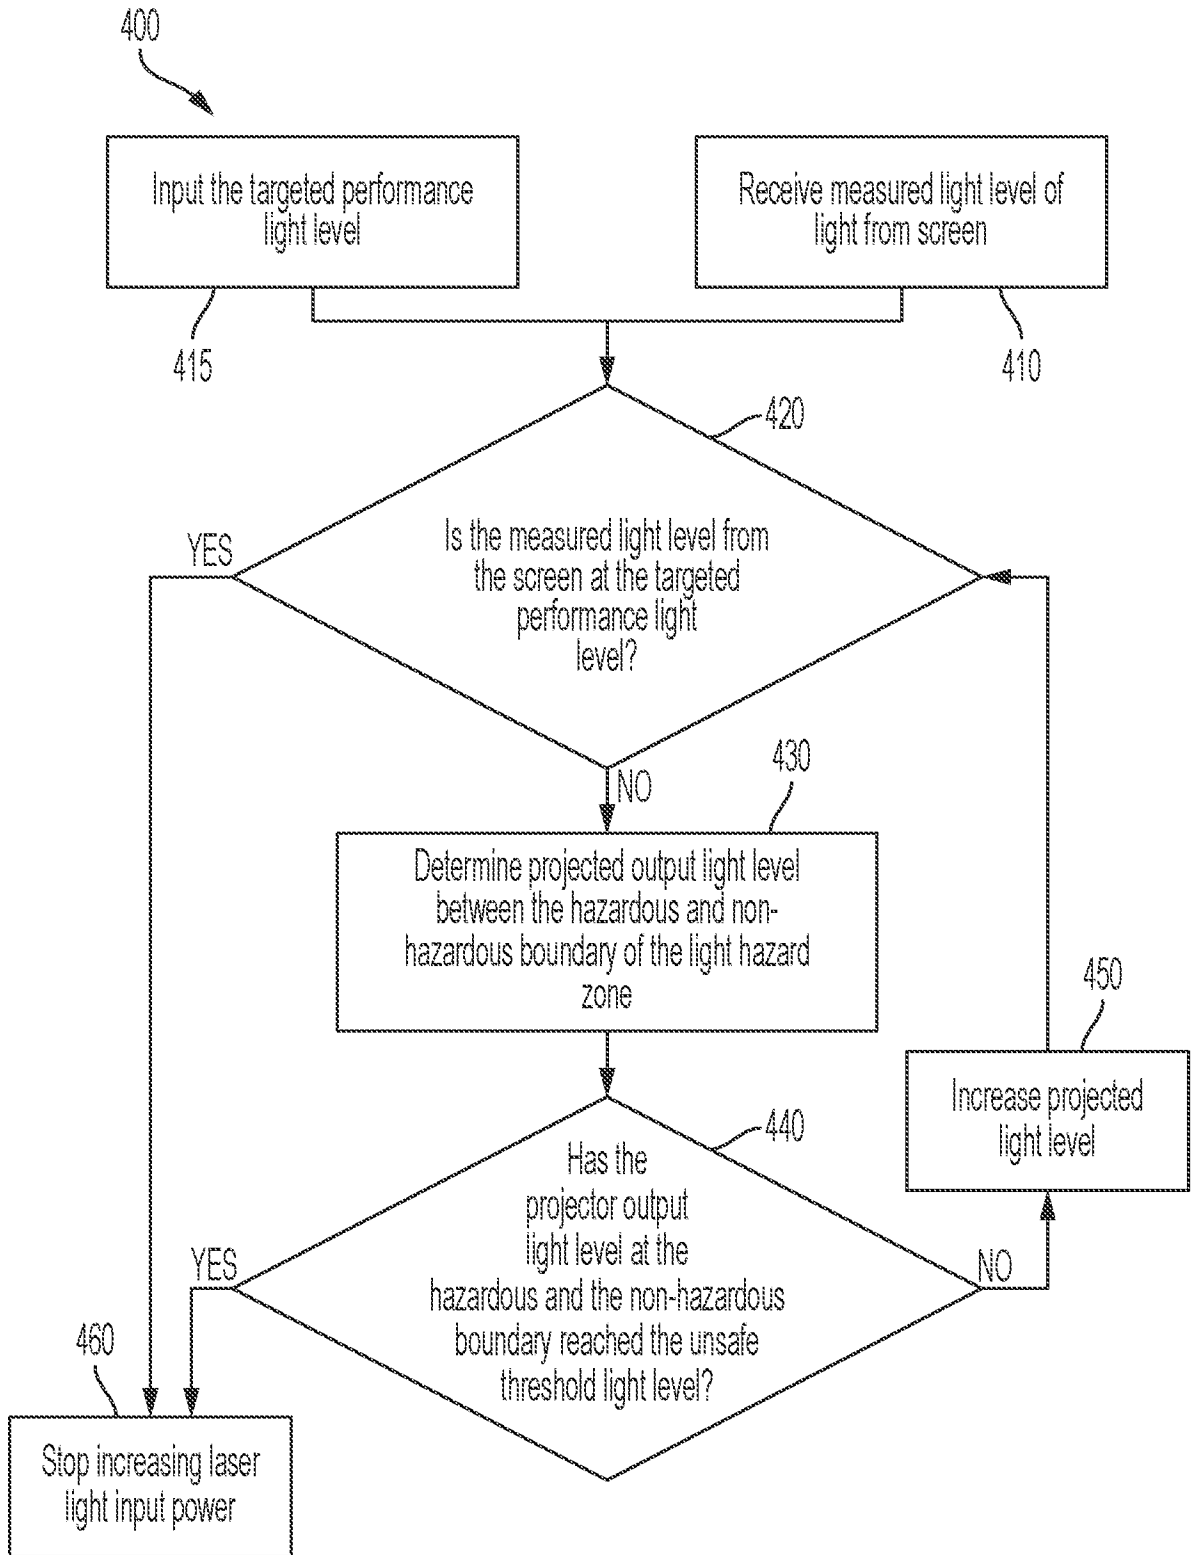 400
Input the targeted performance
light level
Receive measured light level of
light from screen
415
410
420
YES
Is the measured light level from
the screen at the targeted
performance light
level?
NO
430
Determine projected output light level
between the hazardous and non-
hazardous boundary of the light hazard
zone
450
Increase projected
light level
440
Has the
projector output
light level at the
hazardous and the non-hazardous
boundary reached the unsafe
threshold light level?
YES
NO
460
Stop increasing laser
light input power